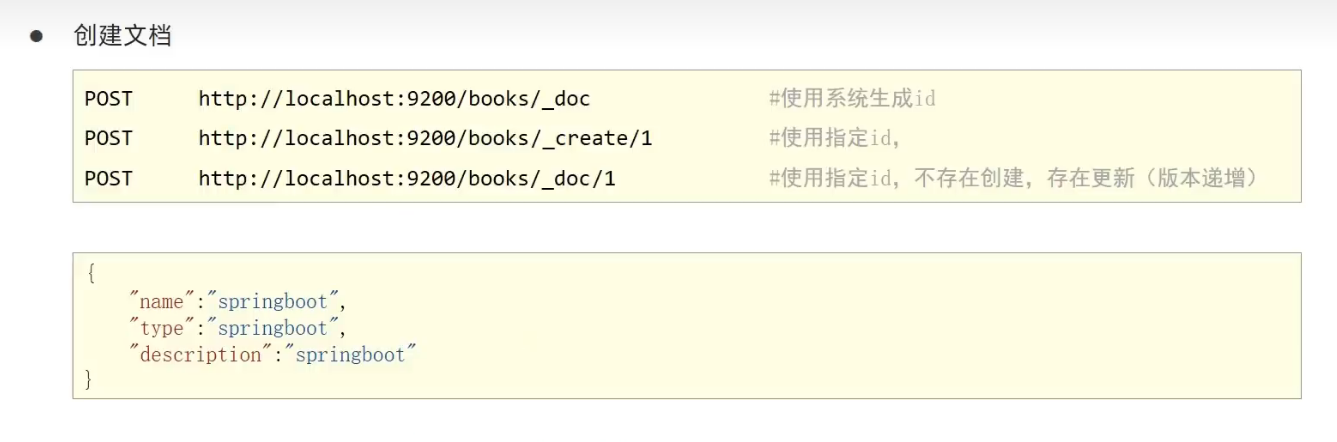 ● 创建文档
POST http://localhost:9200/books/_doc #使用系统生成id
POST http://localhost:9200/books/_create/1 #使用指定id,
POST http://localhost:9200/books/_doc/1 #使用指定id，不存在创建，存在更新（版本递增）
{
"name":"springboot",
"type":"springboot",
"description":"springboot"
}